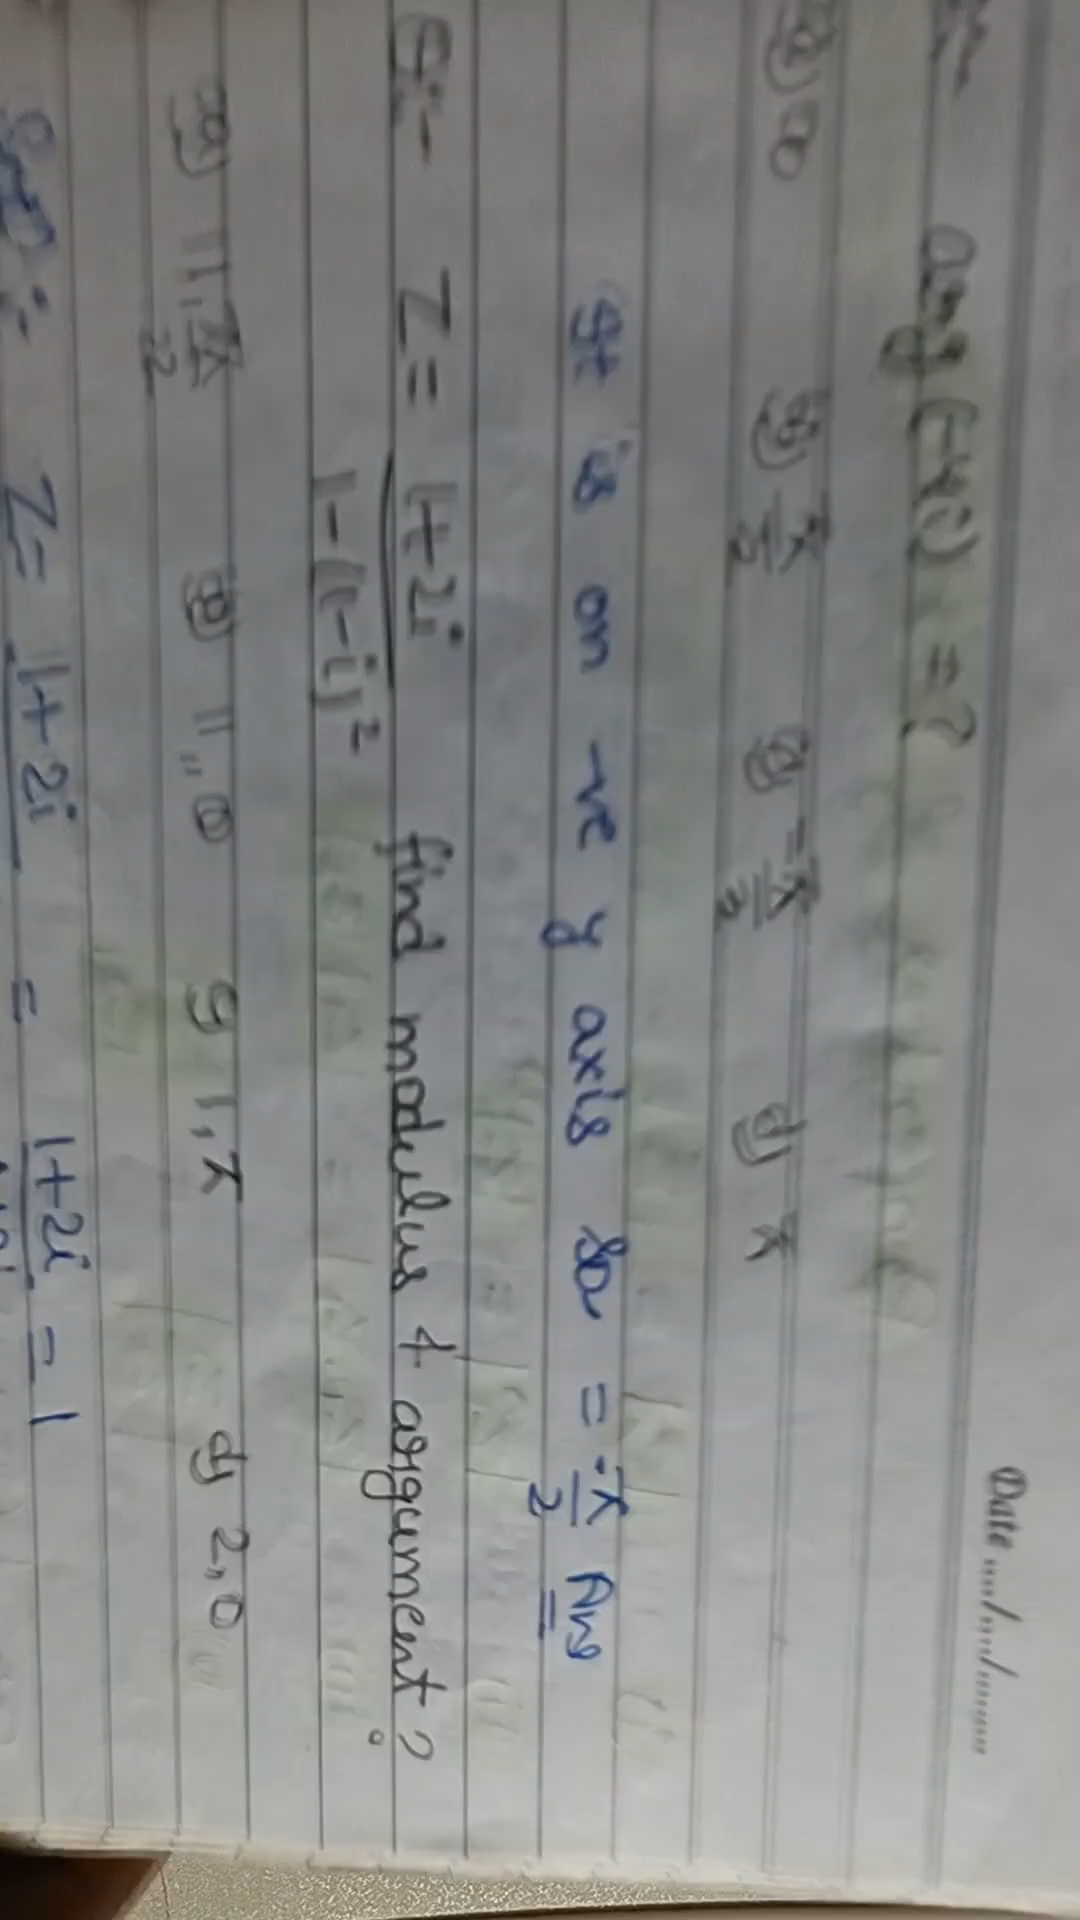 Date ..../..../........
arg (-4i) = ?
a) 0 b) π/2 c) -π/2 d) π
It is on -ve y axis so = -π/2 Ans
Q:- Z = 1+2i / 1-(1-i)² find modulus & argument?
a) 1, π/2 b) 1, 0 c) 1, π d) 2, 0
Z = 1+2i = 1+2i = 1